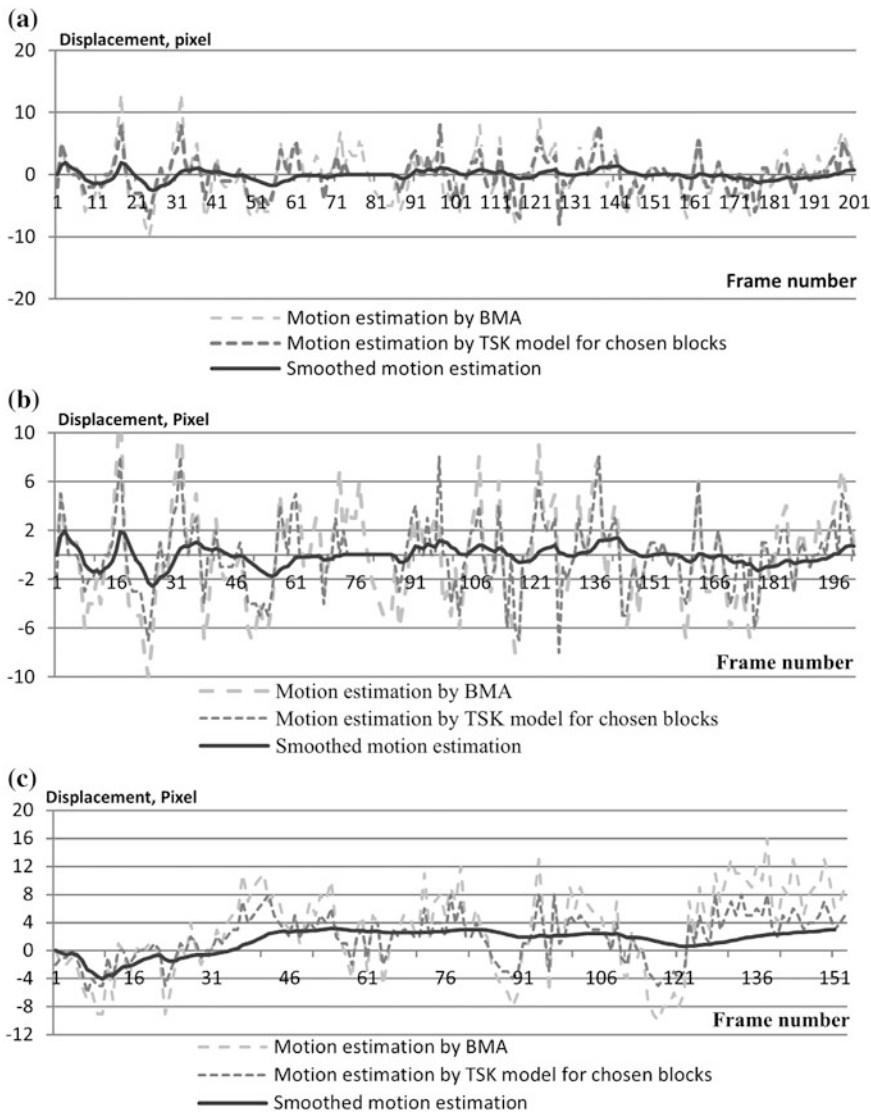 (a)
Displacement, pixel
20
10
0
-10
-20
1 11 21 31 41 51 61 71 81 91 101 111 121 131 141 151 161 171 181 191 201
Frame number
Motion estimation by BMA
Motion estimation by TSK model for chosen blocks
Smoothed motion estimation
(b)
Displacement, Pixel
10
6
2
-2
-6
-10
1 16 31 46 61 76 91 106 121 136 151 166 181 196
Frame number
Motion estimation by BMA
Motion estimation by TSK model for chosen blocks
Smoothed motion estimation
(c)
Displacement, Pixel
20
16
12
8
4
0
-4
-8
-12
1 16 31 46 61 76 91 106 121 136 151
Frame number
Motion estimation by BMA
Motion estimation by TSK model for chosen blocks
Smoothed motion estimation